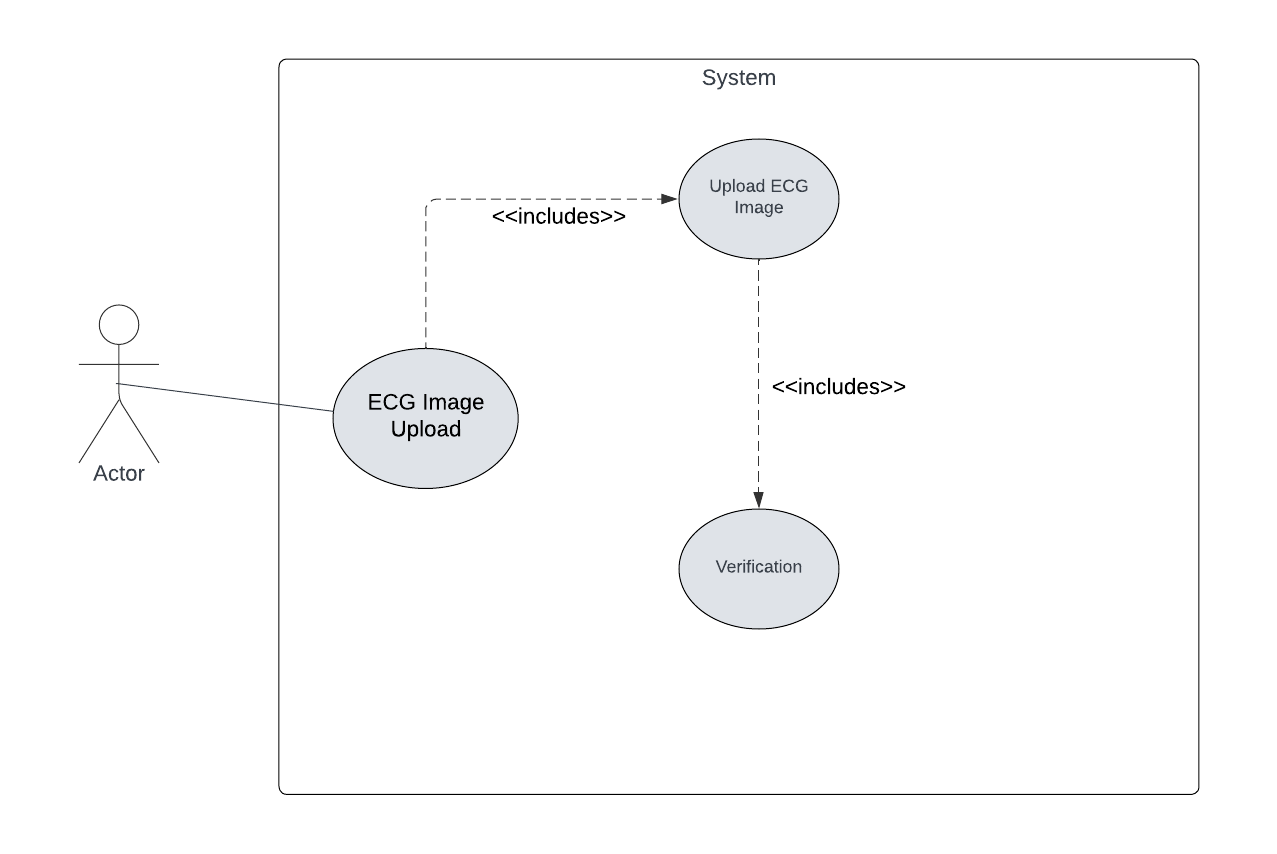 System
Upload ECG
Image
<<includes>>
<<includes>>
ECG Image
Upload
Actor
Verification